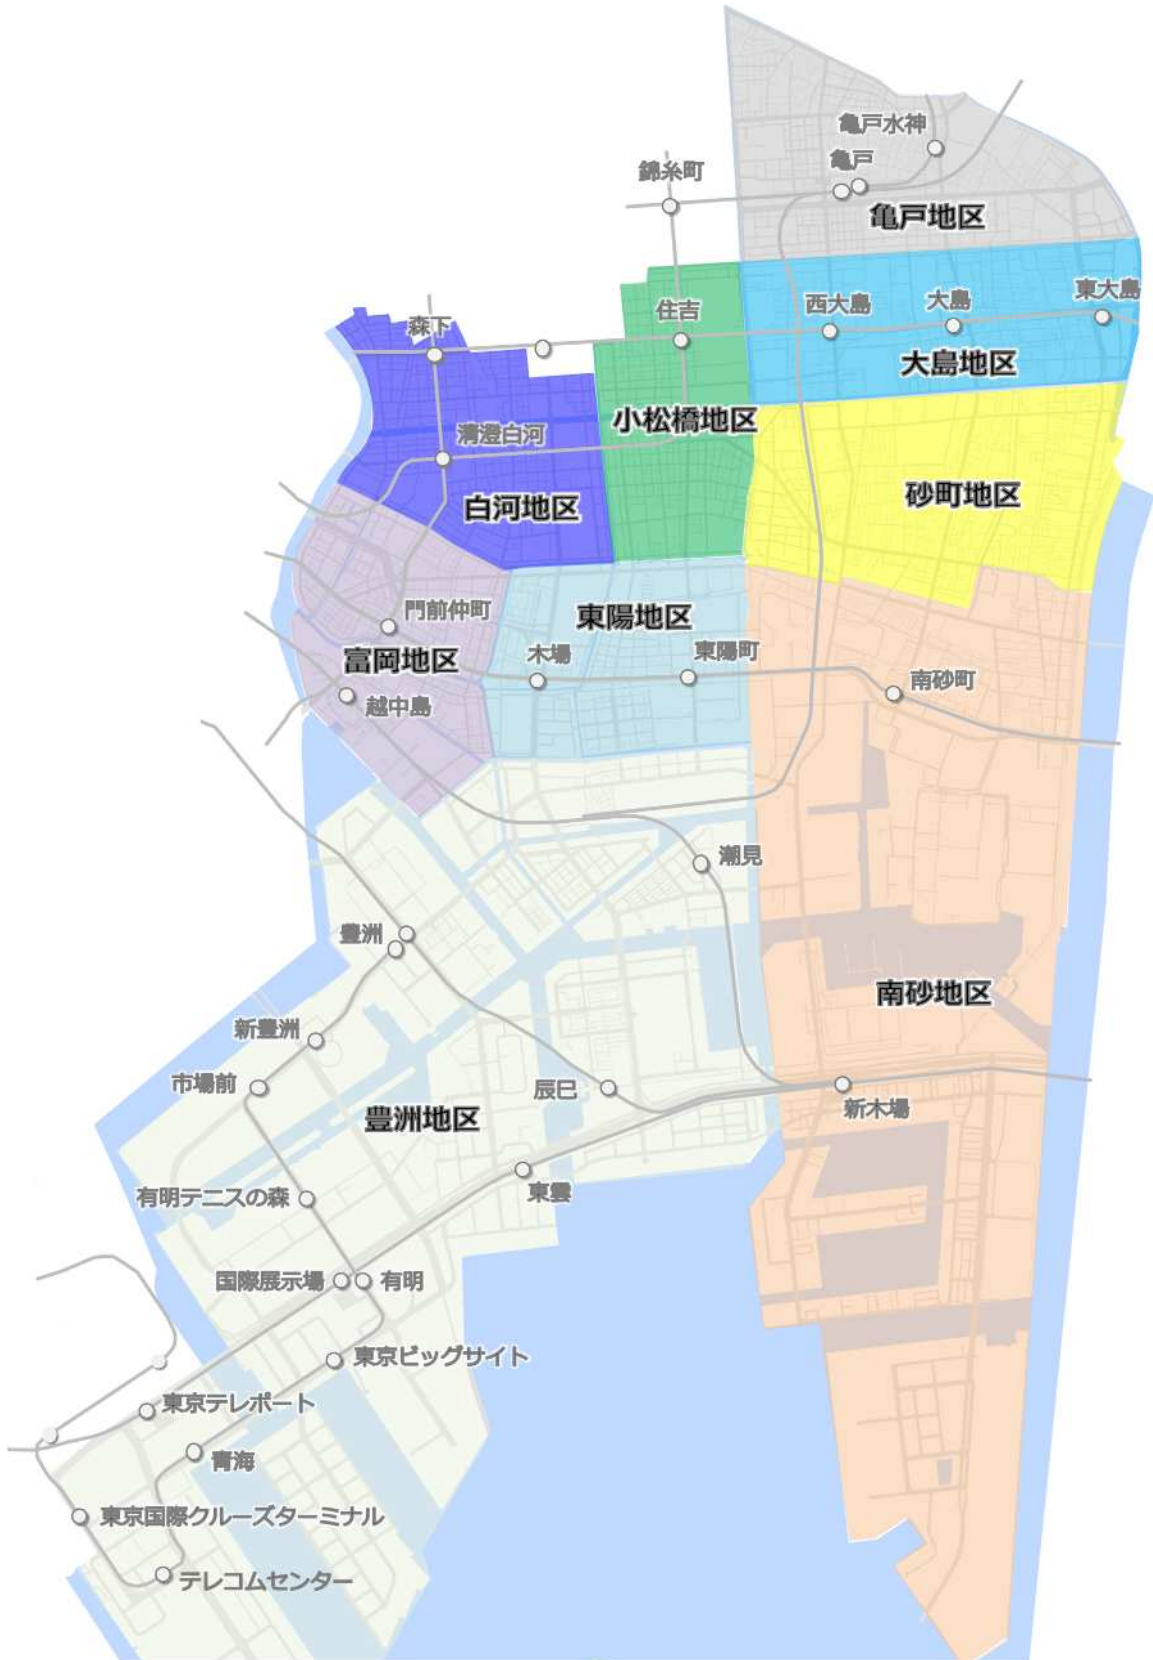 亀戸水神
亀戸
錦糸町
亀戸地区
東大島
大島
西大島
住吉
森下
大島地区
小松橋地区
清澄白河
砂町地区
白河地区
門前仲町
東陽地区
東陽町
木場
富岡地区
南砂町
越中島
潮見
豊洲
南砂地区
新豊洲
市場前
辰巳
新木場
豊洲地区
有明テニスの森
東雲
国際展示場
有明
東京ビッグサイト
東京テレポート
青海
東京国際クルーズターミナル
テレコムセンター